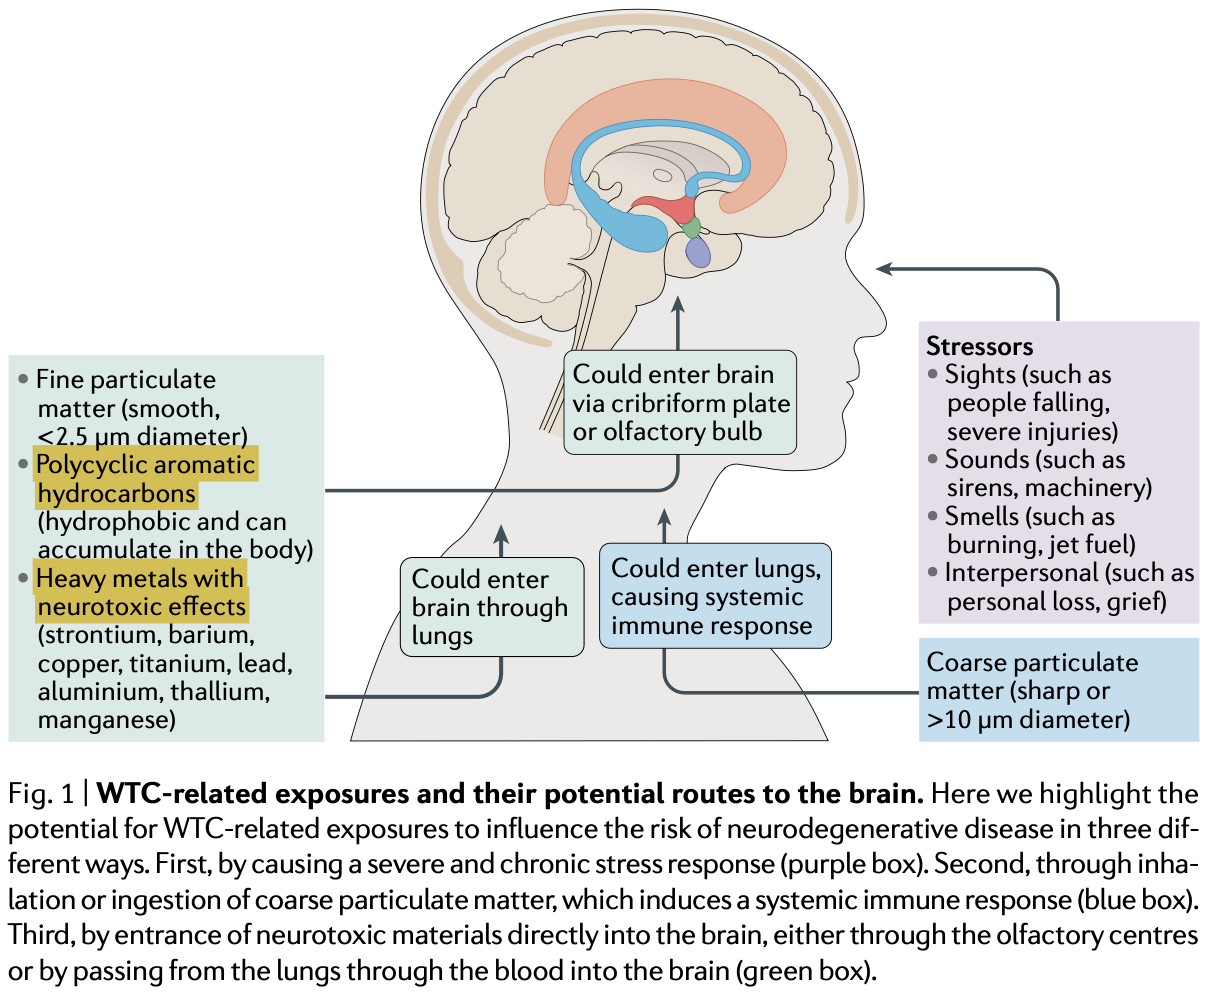 • Fine particulate
matter (smooth,
<2.5 μm diameter)
• Polycyclic aromatic
hydrocarbons
(hydrophobic and can
accumulate in the body)
• Heavy metals with
neurotoxic effects
(strontium, barium,
copper, titanium, lead,
aluminium, thallium,
manganese)
Could enter brain
via cribriform plate
or olfactory bulb
Could enter
brain through
lungs
Could enter lungs,
causing systemic
immune response
Stressors
• Sights (such as
people falling,
severe injuries)
• Sounds (such as
sirens, machinery)
• Smells (such as
burning, jet fuel)
• Interpersonal (such as
personal loss, grief)
Coarse particulate
matter (sharp or
>10 μm diameter)
Fig. 1 | WTC-related exposures and their potential routes to the brain. Here we highlight the
potential for WTC-related exposures to influence the risk of neurodegenerative disease in three dif-
ferent ways. First, by causing a severe and chronic stress response (purple box). Second, through inha-
lation or ingestion of coarse particulate matter, which induces a systemic immune response (blue box).
Third, by entrance of neurotoxic materials directly into the brain, either through the olfactory centres
or by passing from the lungs through the blood into the brain (green box).